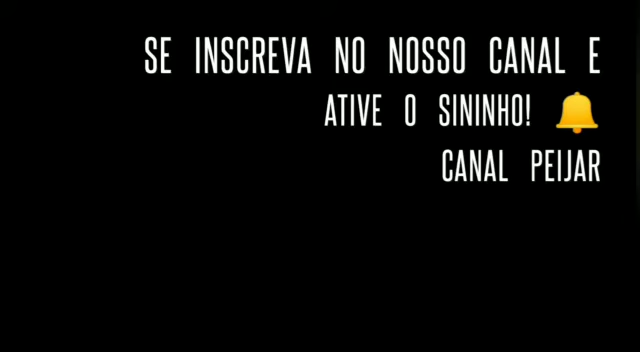 SE INSCREVA NO NOSSO CANAL E
ATIVE O SININHO! 🔔
CANAL PEIJAR